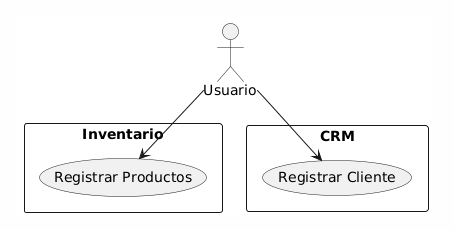 Usuario
Inventario
CRM
Registrar Productos
Registrar Cliente